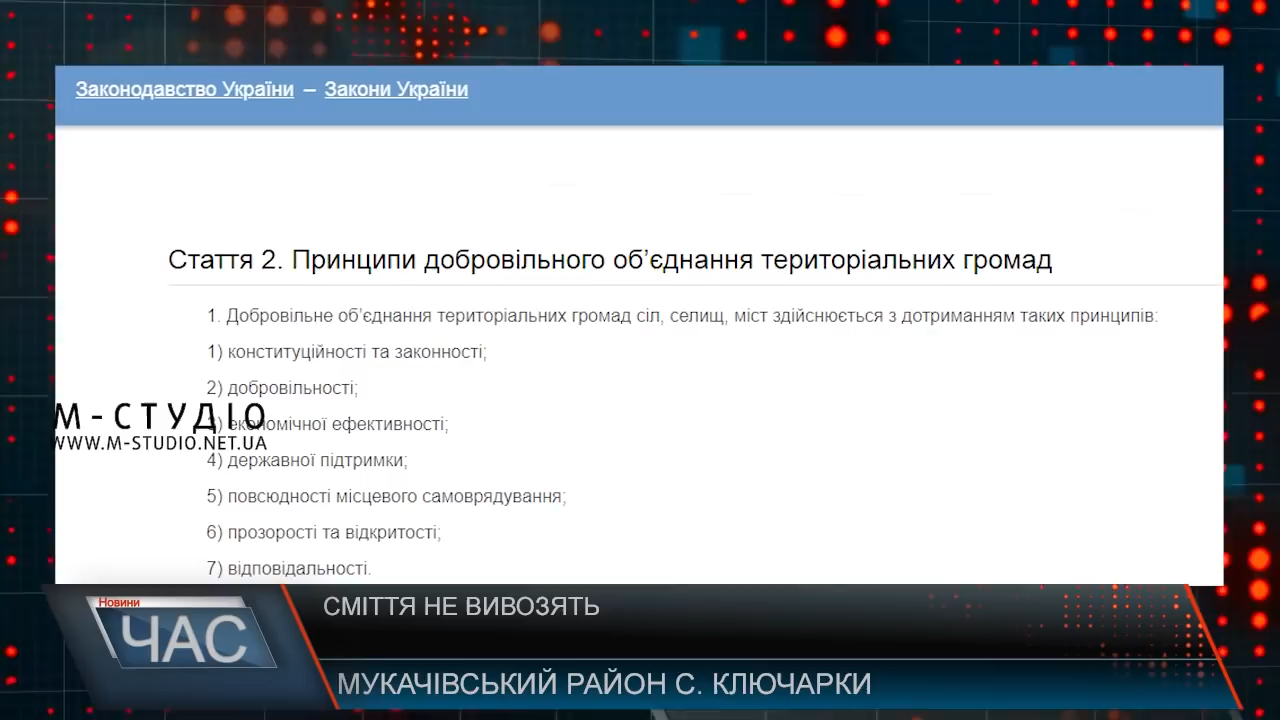 Законодавство України – Закони України
Стаття 2. Принципи добровільного об’єднання територіальних громад
1. Добровільне об’єднання територіальних громад сіл, селищ, міст здійснюється з дотриманням таких принципів:
1) конституційності та законності;
2) добровільності;
М-СТУДІО
3) економічної ефективності;
WWW.M-STUDIO.NET.UA
4) державної підтримки;
5) повсюдності місцевого самоврядування;
6) прозорості та відкритості;
7) відповідальності.
Новини
ЧАС
СМІТТЯ НЕ ВИВОЗЯТЬ
МУКАЧІВСЬКИЙ РАЙОН С. КЛЮЧАРКИ